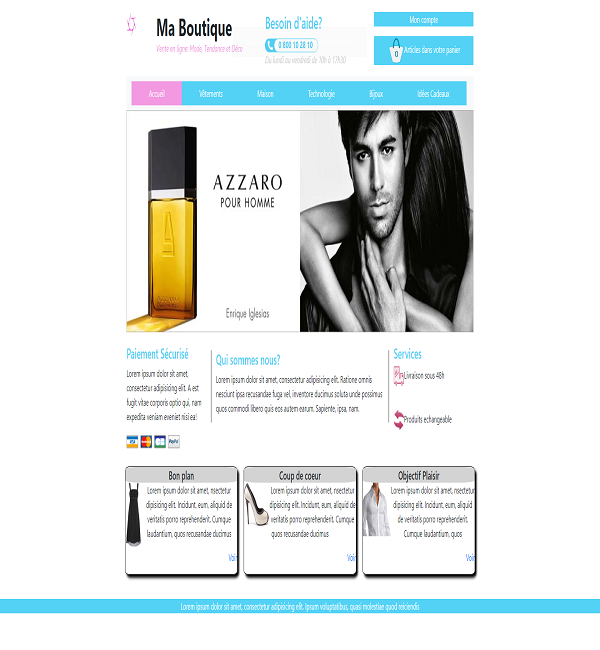 Ma Boutique
Vente en ligne: Mode, Tendance et Déco
Besoin d'aide?
0 800 10 28 10
Du lundi au vendredi de 10h à 17h30
Mon compte
Articles dans votre panier
Accueil
Vêtements
Maison
Technologie
Bijoux
Idées Cadeaux
AZZARO
POUR HOMME
Enrique Iglesias
Paiement Sécurisé
Lorem ipsum dolor sit amet,
consectetur adipisicing elit. A est
fugit vitae corporis optio qui, nam
expedita veniam eveniet nisi ea!
VISA
PayPal
Qui sommes nous?
Lorem ipsum dolor sit amet, consectetur adipisicing elit. Ratione omnis
nesciunt ipsa recusandae fuga vel, inventore ducimus soluta unde possimus
quos commodi libero quis eos autem earum. Sapiente, ipsa, nam.
Services
Livraison sous 48h
Produits echangeable
Bon plan
Lorem ipsum dolor sit amet, nsectetur
dipisicing elit. Incidunt, eum, aliquid de
veritatis porro reprehenderit. Cumque
laudantium, quos recusandae ducimus
Voir
Coup de coeur
Lorem ipsum dolor sit amet, nsectetur
dipisicing elit. Incidunt, eum, aliquid de
veritatis porro reprehenderit. Cumque
quos recusandae ducimus
Voir
Objectif Plaisir
Lorem ipsum dolor sit amet, nsectetur
dipisicing elit. Incidunt, eum, aliquid
de veritatis porro reprehenderit.
Cumque laudantium, quos
Voir
Lorem ipsum dolor sit amet, consectetur adipisicing elit. Ipsum voluptatibus, quasi molestiae quod reiciendis